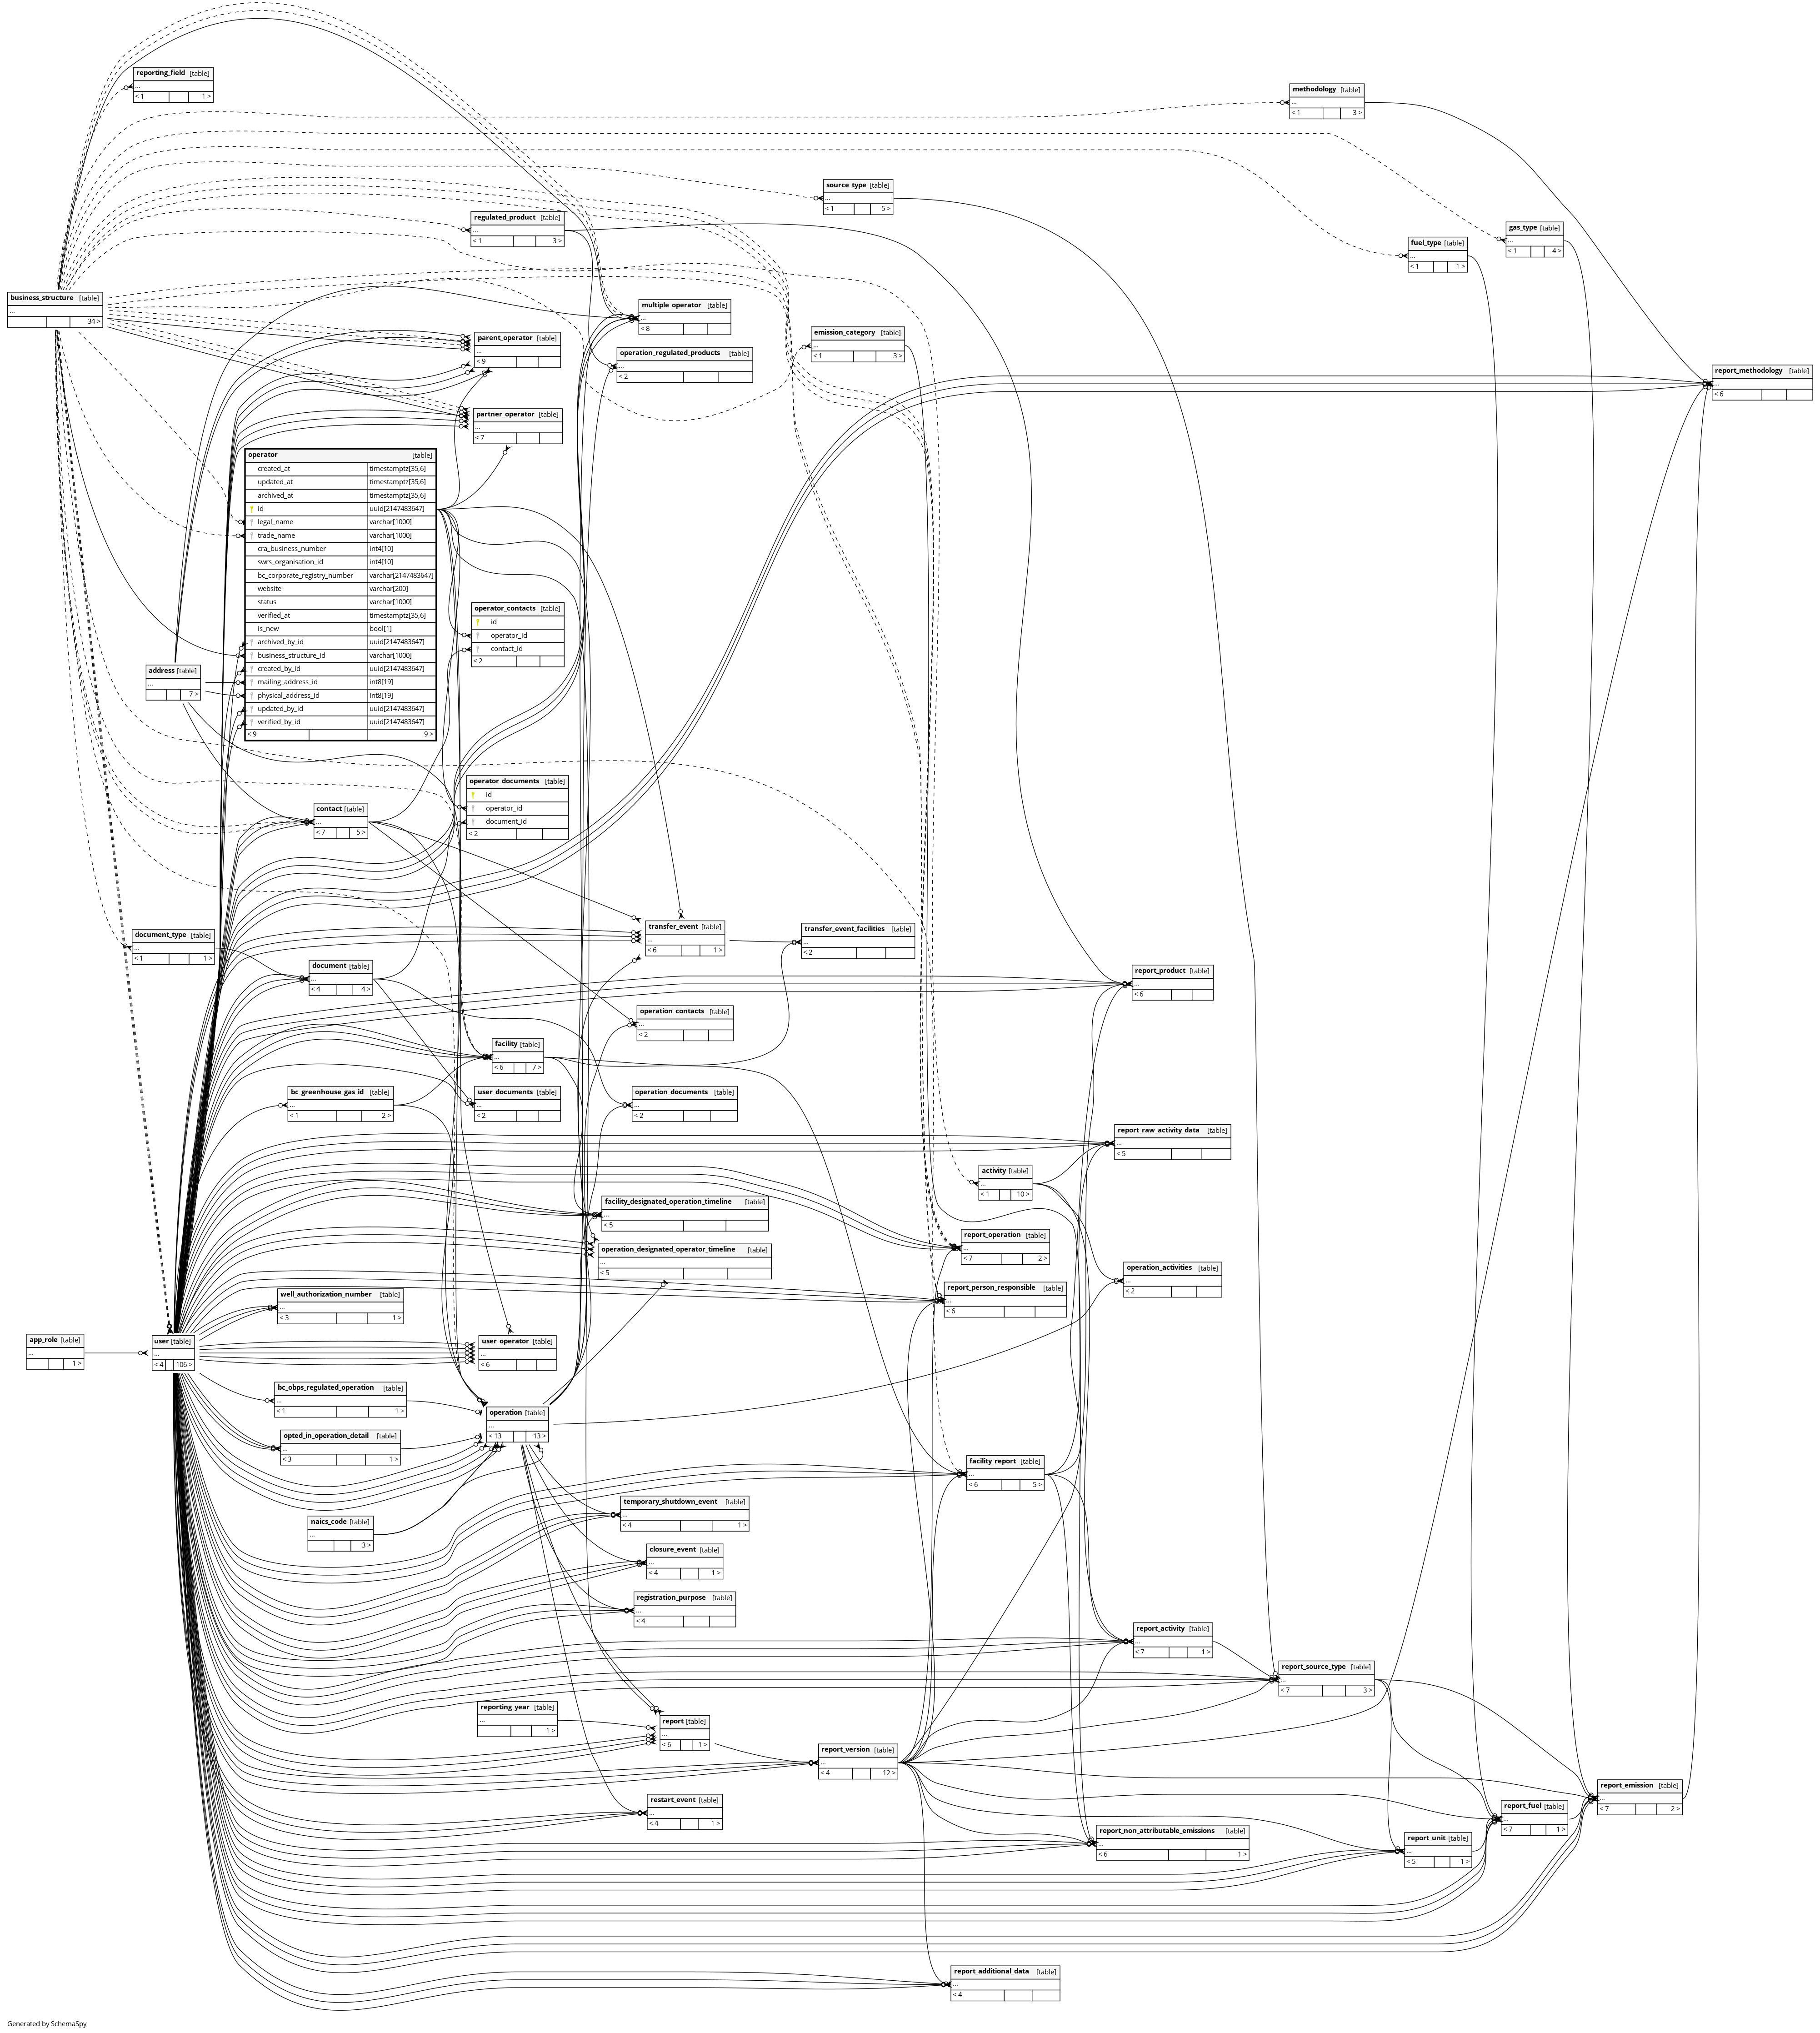 reporting_field [table]
...
< 1 1 >
methodology [table]
...
< 1 3 >
source_type [table]
...
< 1 5 >
regulated_product [table]
...
< 1 3 >
gas_type [table]
...
< 1 4 >
fuel_type [table]
...
< 1 1 >
business_structure [table]
...
34 >
multiple_operator [table]
...
< 8
emission_category [table]
...
< 1 3 >
parent_operator [table]
...
< 9
operation_regulated_products [table]
...
< 2
report_methodology [table]
...
< 6
partner_operator [table]
...
< 7
operator [table]
created_at timestamptz[35,6]
updated_at timestamptz[35,6]
archived_at timestamptz[35,6]
id uuid[2147483647]
legal_name varchar[1000]
trade_name varchar[1000]
cra_business_number int4[10]
swrs_organisation_id int4[10]
bc_corporate_registry_number varchar[2147483647]
website varchar[200]
status varchar[1000]
verified_at timestamptz[35,6]
is_new bool[1]
archived_by_id uuid[2147483647]
business_structure_id varchar[1000]
created_by_id uuid[2147483647]
mailing_address_id int8[19]
physical_address_id int8[19]
updated_by_id uuid[2147483647]
verified_by_id uuid[2147483647]
< 9 9 >
operator_contacts [table]
id
operator_id
contact_id
< 2
address [table]
...
7 >
operator_documents [table]
id
operator_id
document_id
< 2
contact [table]
...
< 7 5 >
transfer_event [table]
...
< 6 1 >
transfer_event_facilities [table]
...
< 2
document_type [table]
...
< 1 1 >
document [table]
...
< 4 4 >
report_product [table]
...
< 6
operation_contacts [table]
...
< 2
facility [table]
...
< 6 7 >
bc_greenhouse_gas_id [table]
...
< 1 2 >
user_documents [table]
...
< 2
operation_documents [table]
...
< 2
report_raw_activity_data [table]
...
< 5
activity [table]
...
< 1 10 >
facility_designated_operation_timeline [table]
...
< 5
report_operation [table]
...
< 7 2 >
operation_designated_operator_timeline [table]
...
< 5
operation_activities [table]
...
< 2
report_person_responsible [table]
...
< 6
well_authorization_number [table]
...
< 3 1 >
app_role [table]
...
1 >
user [table]
...
< 4 106 >
user_operator [table]
...
< 6
bc_obps_regulated_operation [table]
...
< 1 1 >
operation [table]
...
< 13 13 >
opted_in_operation_detail [table]
...
< 3 1 >
facility_report [table]
...
< 6 5 >
temporary_shutdown_event [table]
...
< 4 1 >
naics_code [table]
...
3 >
closure_event [table]
...
< 4 1 >
registration_purpose [table]
...
< 4
report_activity [table]
...
< 7 1 >
report_source_type [table]
...
< 7 3 >
reporting_year [table]
...
1 >
report [table]
...
< 6 1 >
report_version [table]
...
< 4 12 >
report_emission [table]
...
< 7 2 >
restart_event [table]
...
< 4 1 >
report_fuel [table]
...
< 7 1 >
report_non_attributable_emissions [table]
...
< 6 1 >
report_unit [table]
...
< 5 1 >
report_additional_data [table]
...
< 4
Generated by SchemaSpy